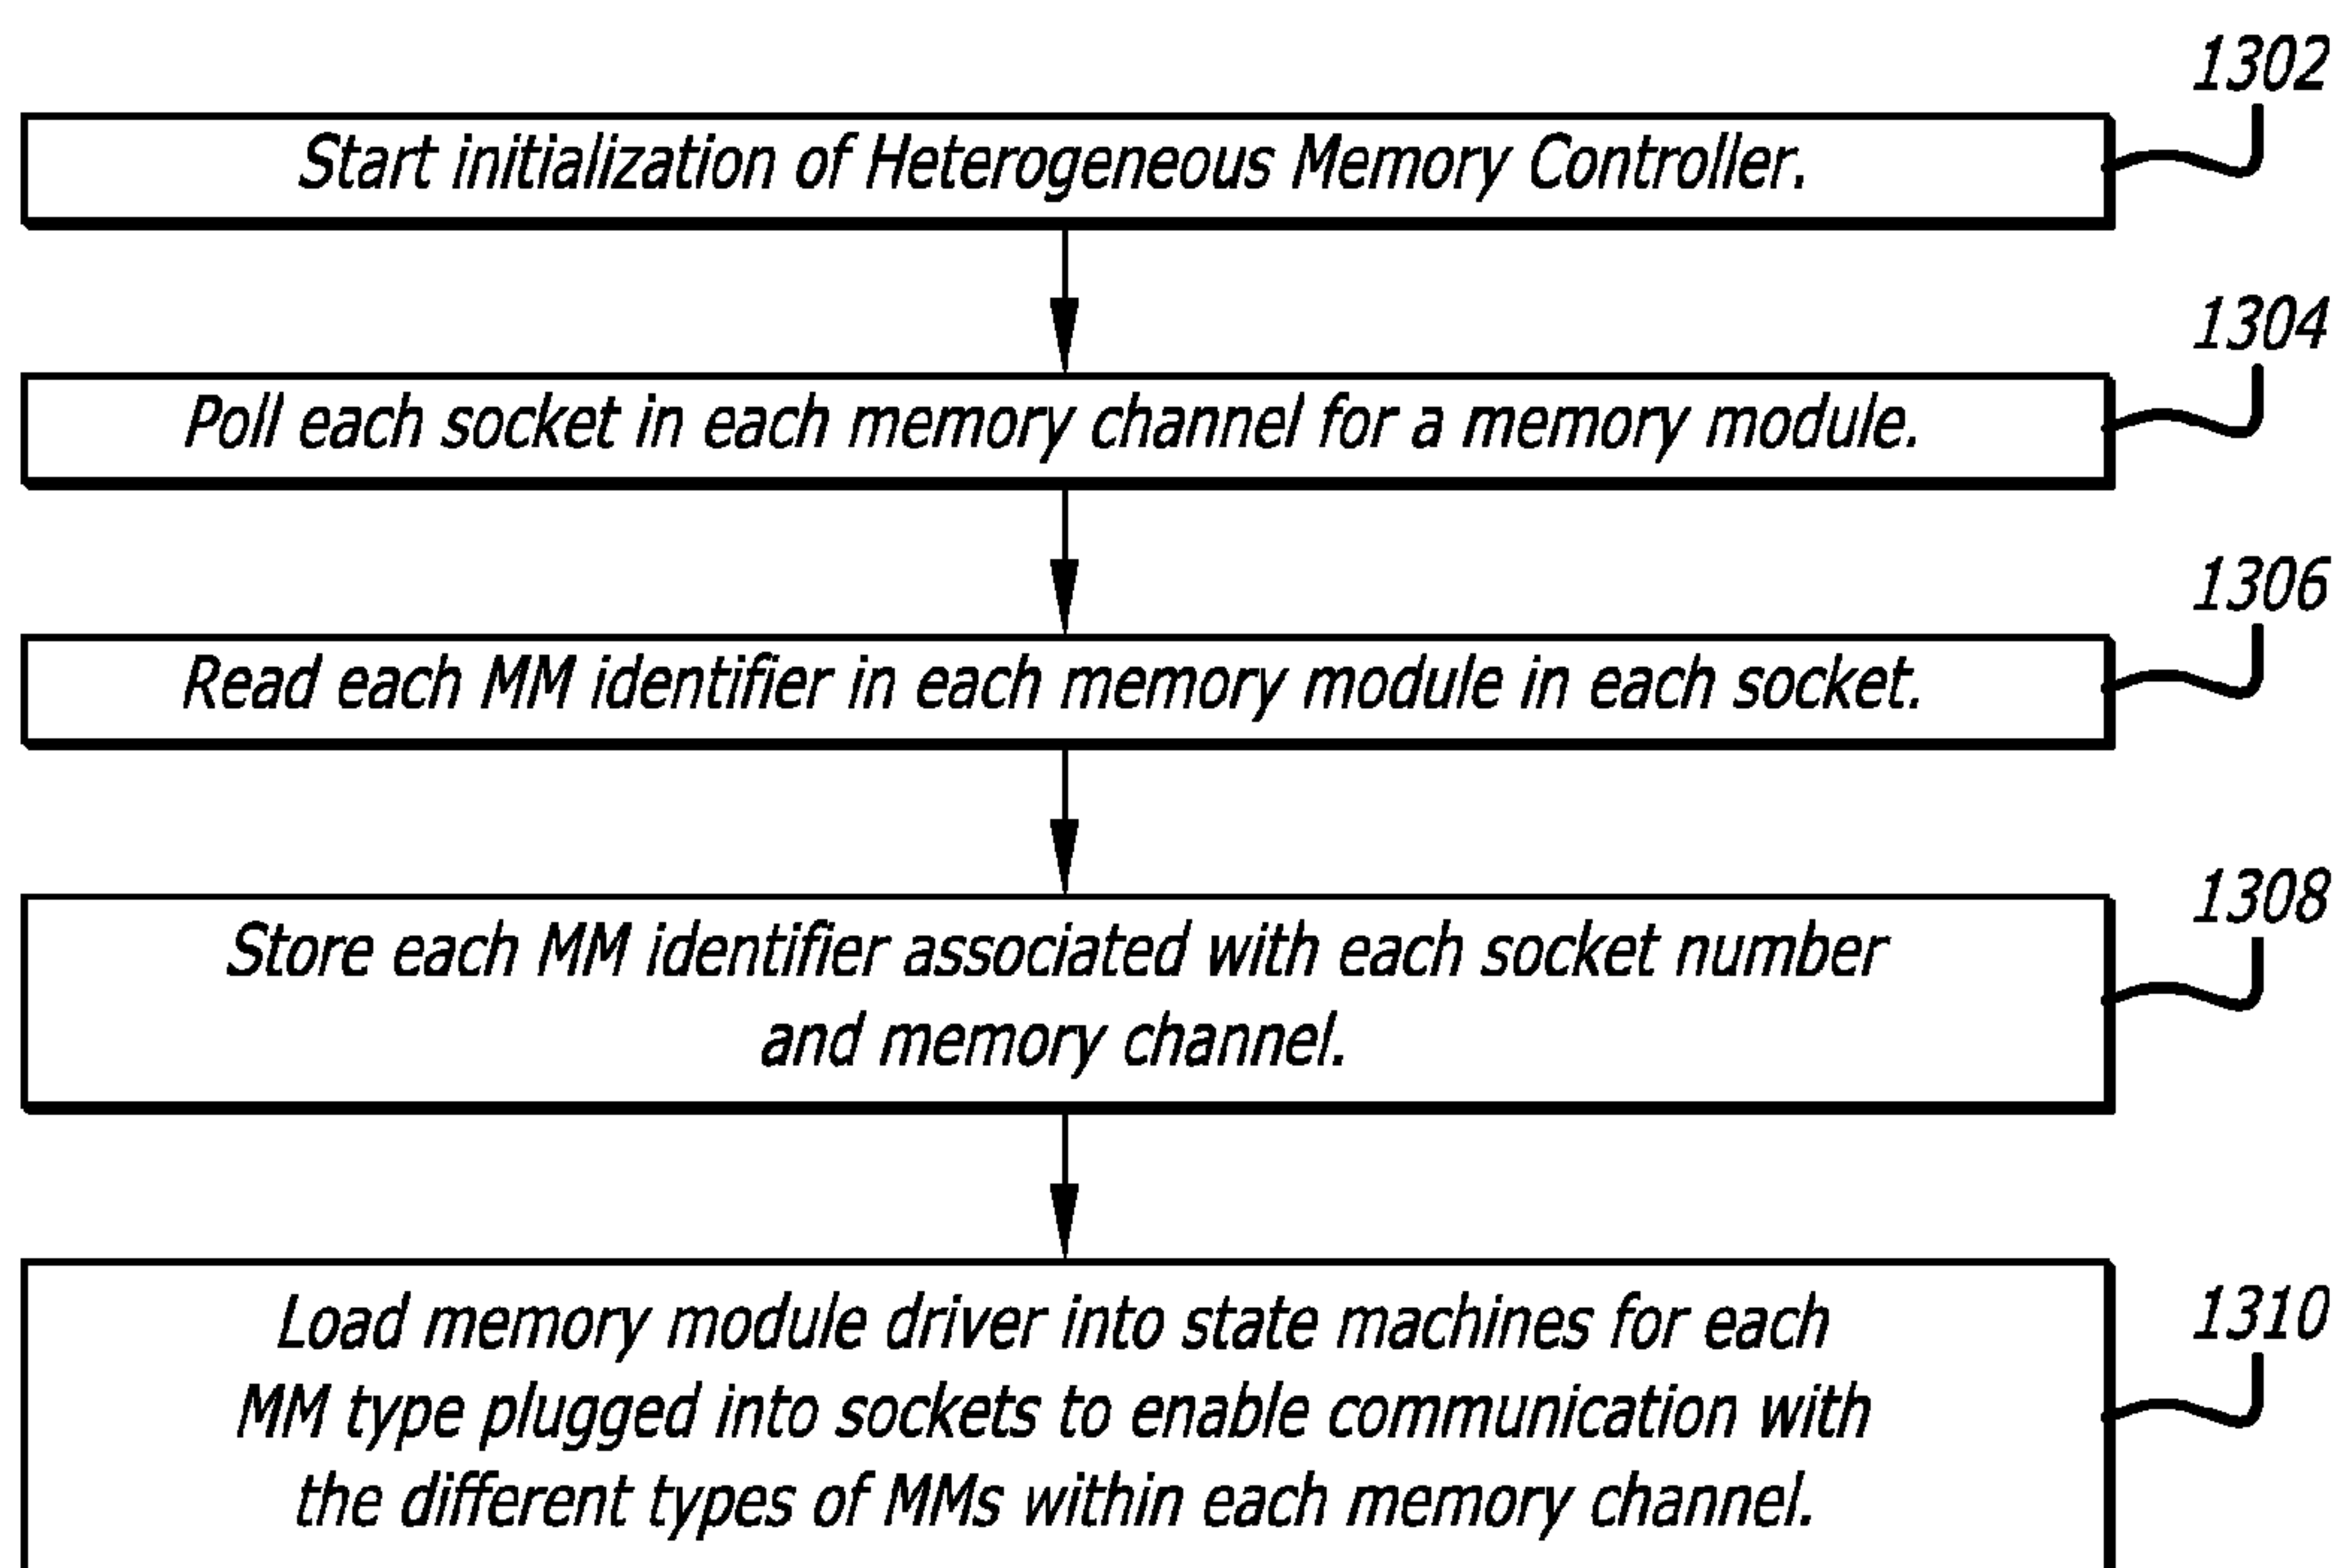 1302
Start initialization of Heterogeneous Memory Controller.
1304
Poll each socket in each memory channel for a memory module.
1306
Read each MM identifier in each memory module in each socket.
1308
Store each MM identifier associated with each socket number
and memory channel.
1310
Load memory module driver into state machines for each
MM type plugged into sockets to enable communication with
the different types of MMs within each memory channel.